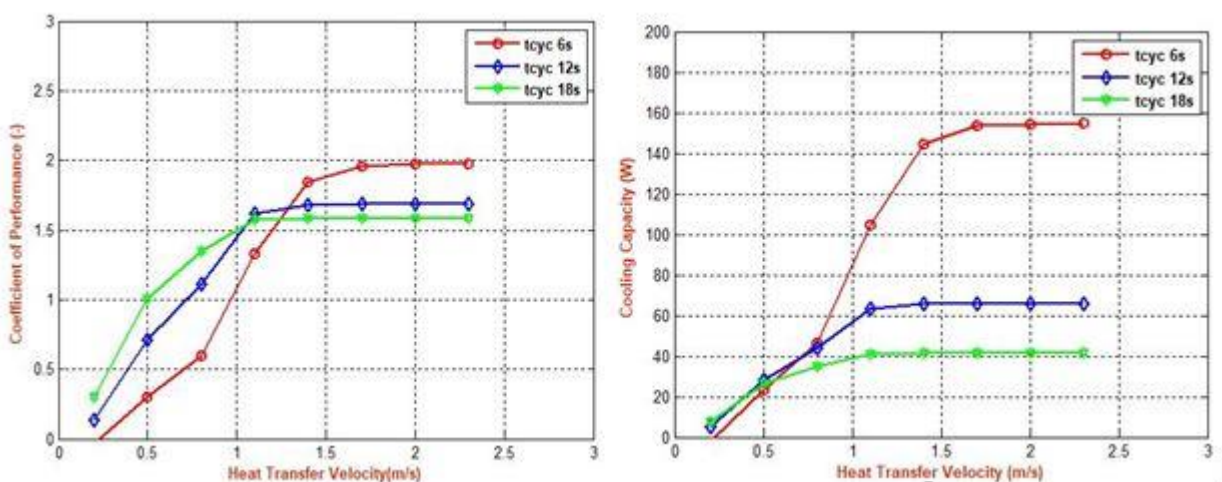 3
2.5
2
1.5
1
0.5
0
0 0.5 1 1.5 2 2.5 3
Coefficient of Performance (-)
Heat Transfer Velocity(m/s)
tcyc 6s
tcyc 12s
tcyc 18s
200
180
160
140
120
100
80
60
40
20
0
0 0.5 1 1.5 2 2.5 3
Cooling Capacity (W)
Heat Transfer Velocity (m/s)
tcyc 6s
tcyc 12s
tcyc 18s